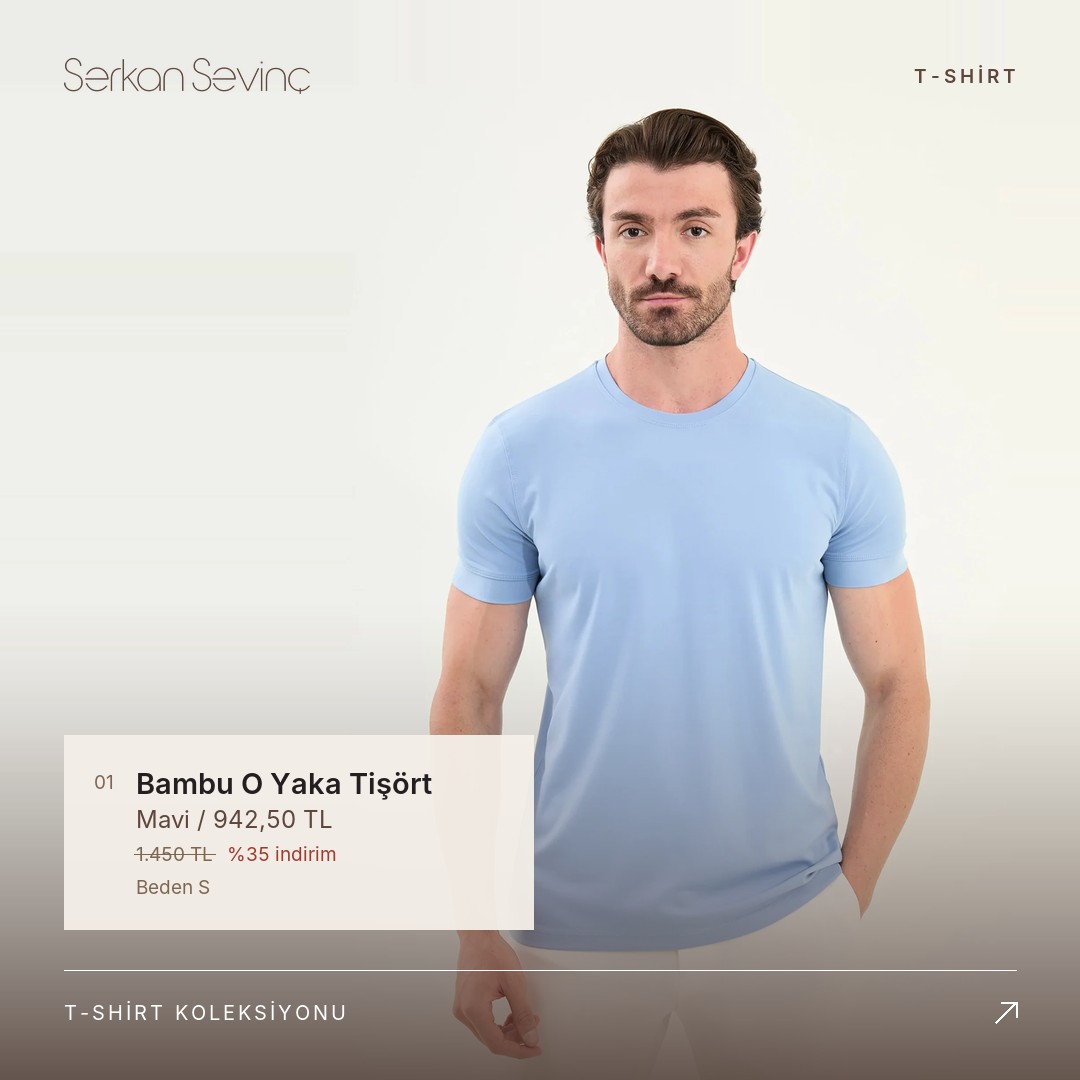 Serkan Sevinç
T-SHİRT
01
Bambu O Yaka Tişört
Mavi / 942,50 TL
1.450 TL %35 indirim
Beden S
T-SHİRT KOLEKSİYONU